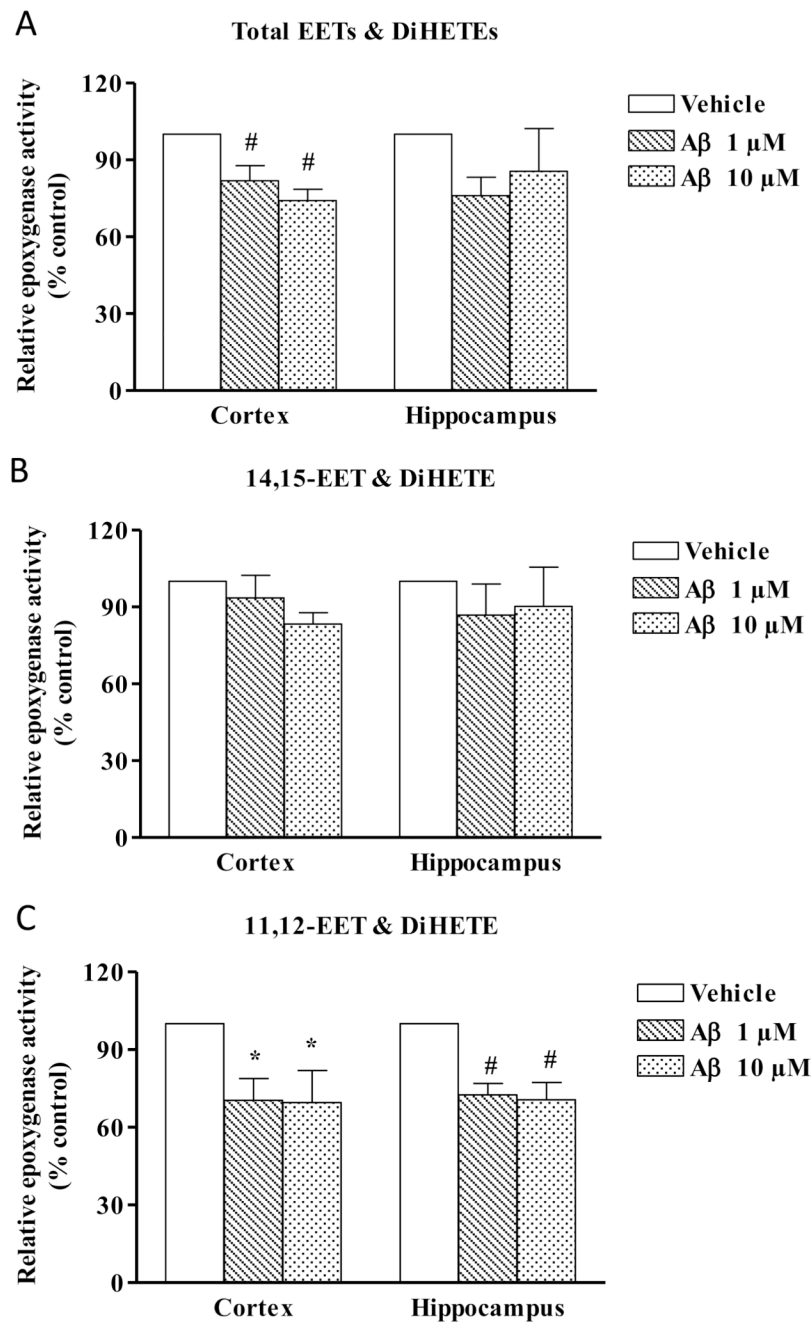 A
Total EETs & DiHETEs
Relative epoxygenase activity
(% control)
120
90
60
30
0
# #
Cortex Hippocampus
Vehicle
Aβ 1 µM
Aβ 10 µM
B
14,15-EET & DiHETE
Relative epoxygenase activity
(% control)
120
90
60
30
0
Cortex Hippocampus
Vehicle
Aβ 1 µM
Aβ 10 µM
C
11,12-EET & DiHETE
Relative epoxygenase activity
(% control)
120
90
60
30
0
* * # #
Cortex Hippocampus
Vehicle
Aβ 1 µM
Aβ 10 µM